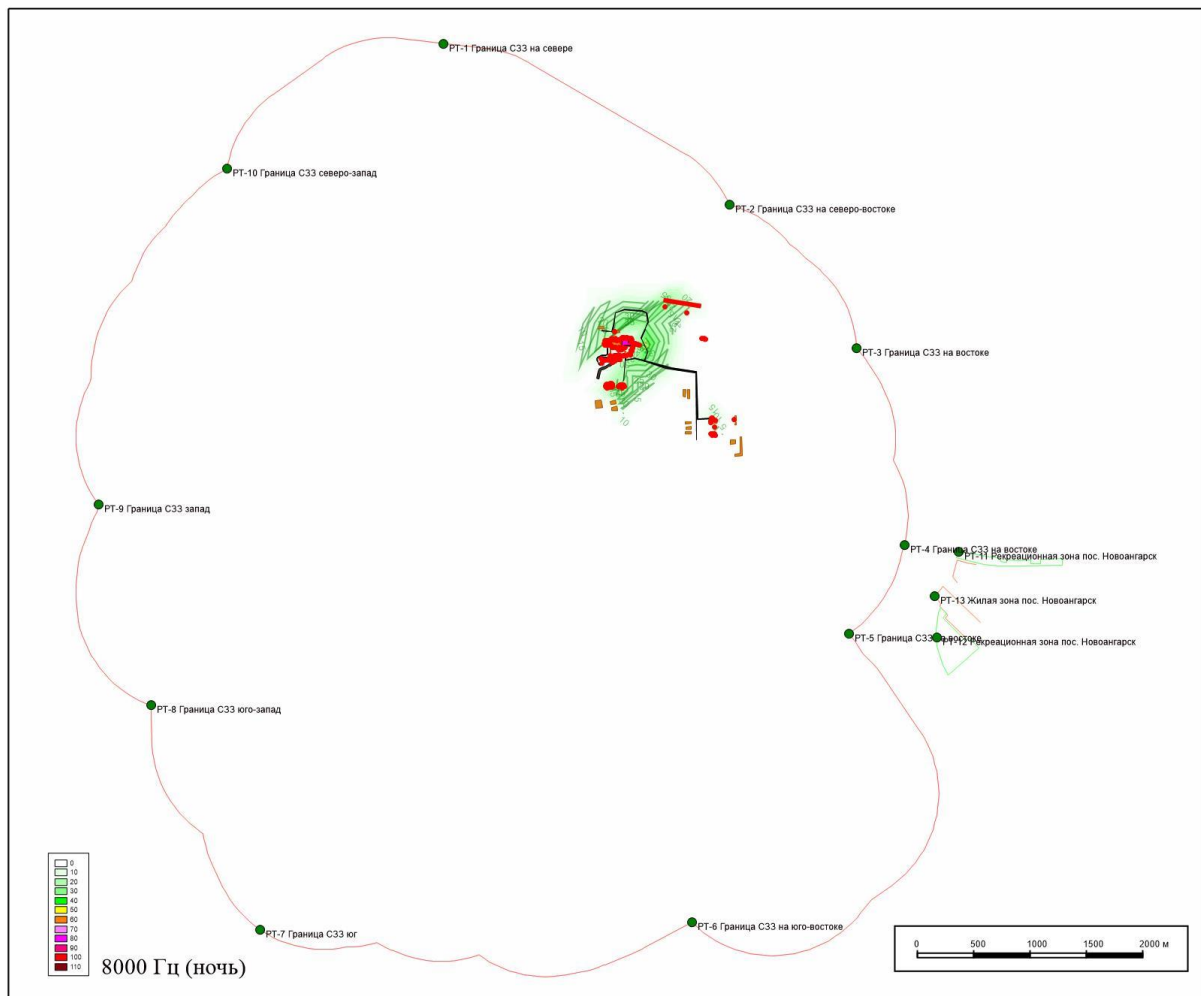 РТ-1 Граница СЗЗ на севере
РТ-10 Граница СЗЗ северо-запад
РТ-2 Граница СЗЗ на северо-востоке
РТ-3 Граница СЗЗ на востоке
РТ-9 Граница СЗЗ запад
РТ-4 Граница СЗЗ на востоке
РТ-11 Рекреационная зона пос. Новоангарск
РТ-13 Жилая зона пос. Новоангарск
РТ-5 Граница СЗЗ на востоке
РТ-12 Рекреационная зона пос. Новоангарск
РТ-8 Граница СЗЗ юго-запад
РТ-6 Граница СЗЗ на юго-востоке
РТ-7 Граница СЗЗ юг
0
10
20
30
40
50
60
70
80
90
100
110
8000 Гц (ночь)
0 500 1000 1500 2000 м